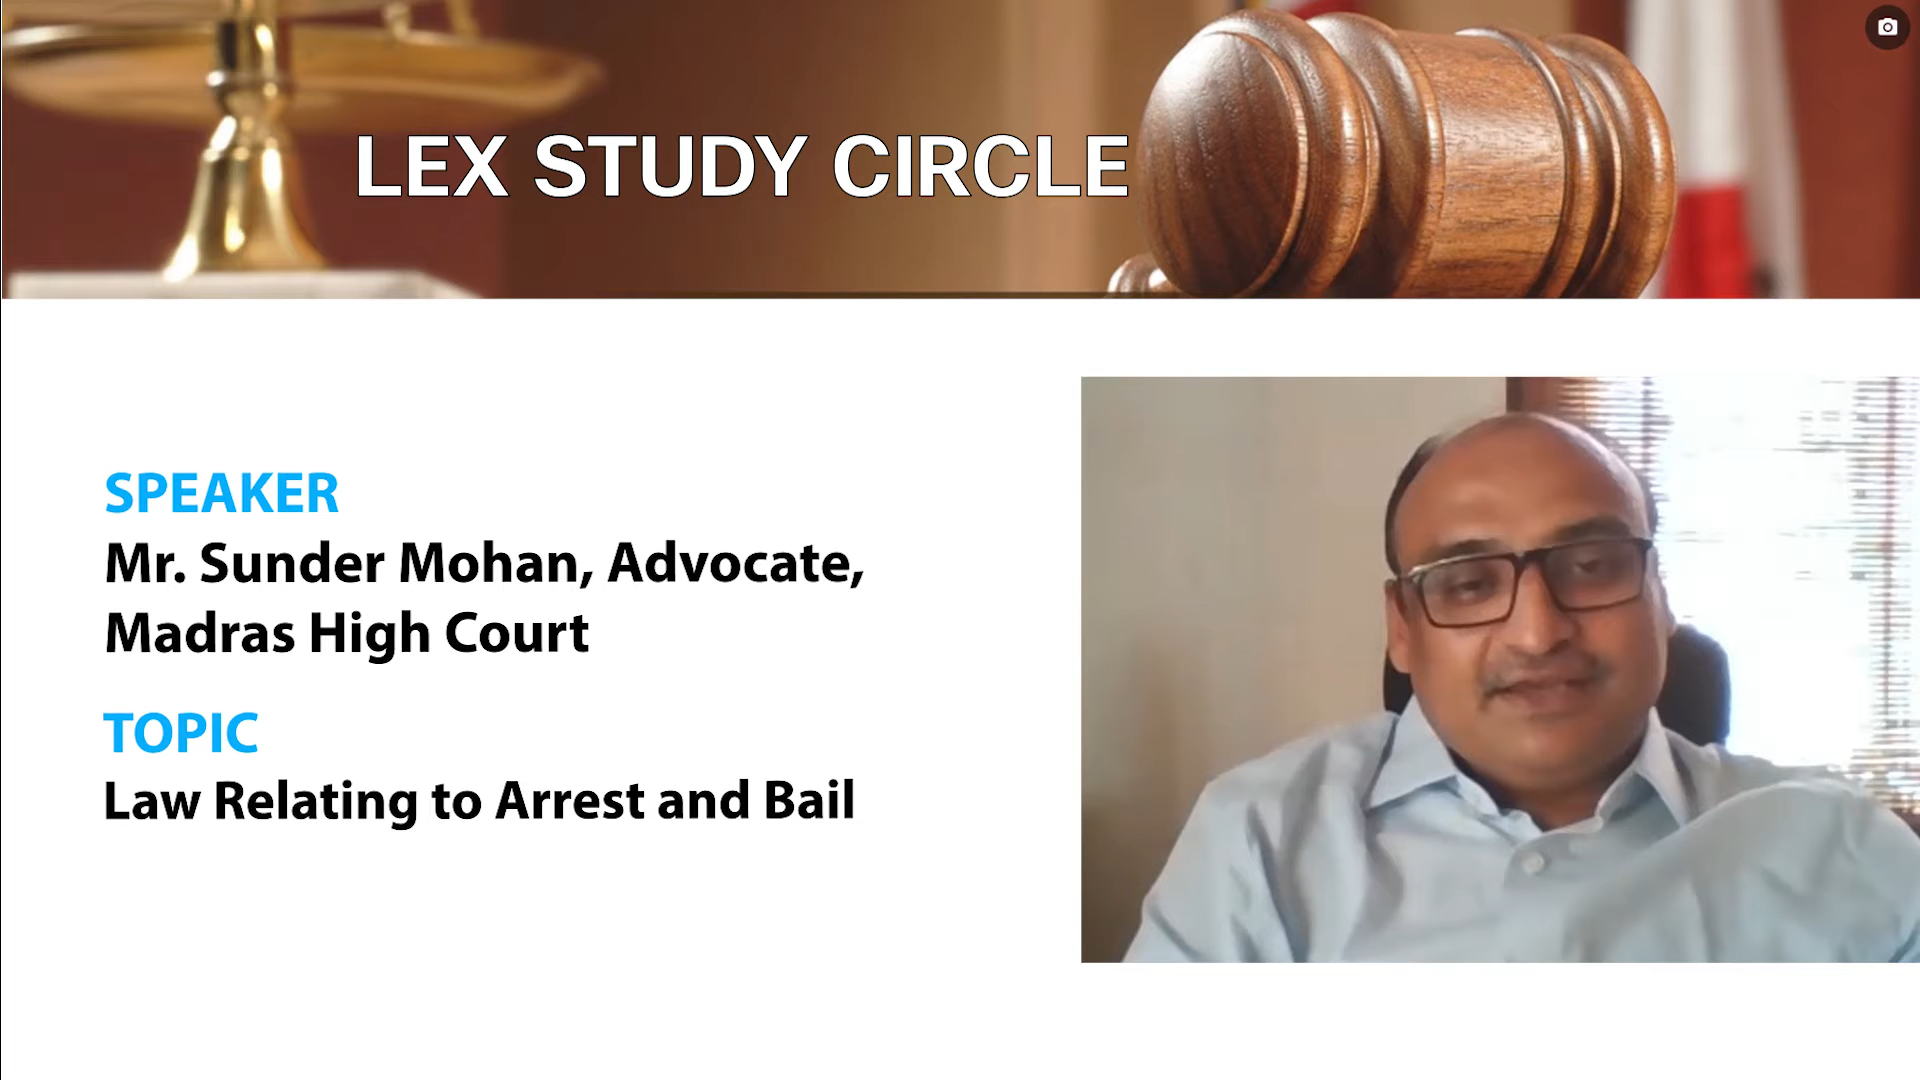 LEX STUDY CIRCLE
SPEAKER
Mr. Sunder Mohan, Advocate,
Madras High Court
TOPIC
Law Relating to Arrest and Bail